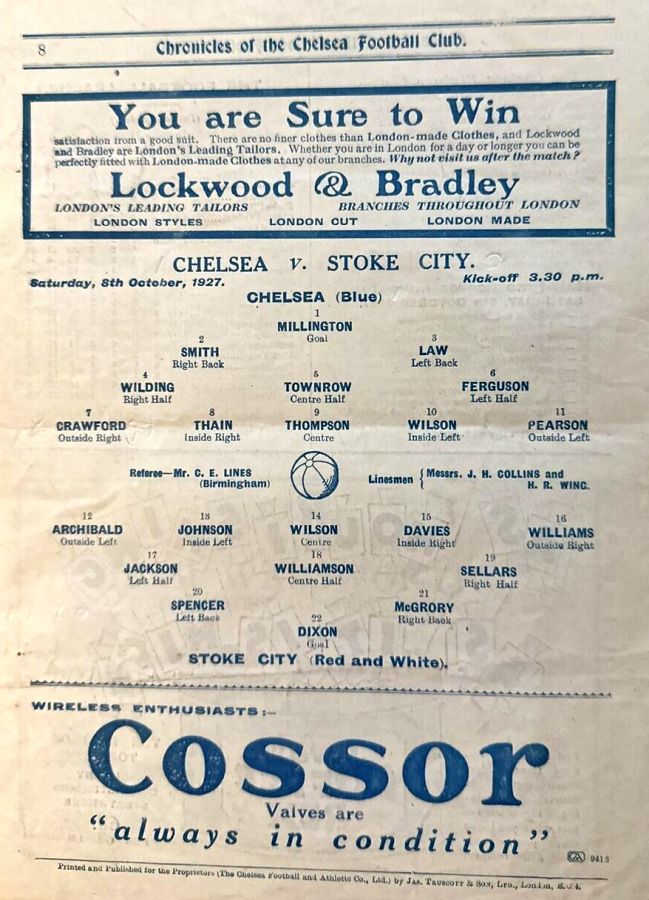 8
Chronicles of the Chelsea Football Club.
You are Sure to Win
satisfaction from a good suit. There are no finer clothes than London-made Clothes, and Lockwood
and Bradley are London's Leading Tailors. Whether you are in London for a day or longer you can be
perfectly fitted with London-made Clothes at any of our branches. Why not visit us after the match?
Lockwood & Bradley
LONDON'S LEADING TAILORS BRANCHES THROUGHOUT LONDON
LONDON STYLES LONDON CUT LONDON MADE
CHELSEA v. STOKE CITY.
Saturday, 8th October, 1927. Kick-off 3.30 p.m.
CHELSEA (Blue)
1
MILLINGTON
Goal
2 3
SMITH LAW
Right Back Left Back
4 5 6
WILDING TOWNROW FERGUSON
Right Half Centre Half Left Half
7 8 9 10 11
CRAWFORD THAIN THOMPSON WILSON PEARSON
Outside Right Inside Right Centre Inside Left Outside Left
Referee—Mr. C. E. LINES Linesmen { Messrs. J. H. COLLINS and
(Birmingham) H. R. WING.
12 13 14 15 16
ARCHIBALD JOHNSON WILSON DAVIES WILLIAMS
Outside Left Inside Left Centre Inside Right Outside Right
17 18 19
JACKSON WILLIAMSON SELLARS
Left Half Centre Half Right Half
20 21
SPENCER McGRORY
Left Back Right Back
22
DIXON
Goal
STOKE CITY (Red and White).
WIRELESS ENTHUSIASTS:—
Cossor
Valves are
"always in condition"
CA 9413
Printed and Published for the Proprietors (The Chelsea Football and Athletic Co., Ltd.) by Jas. Truscott & Son, Ltd., London, E.C. 4.